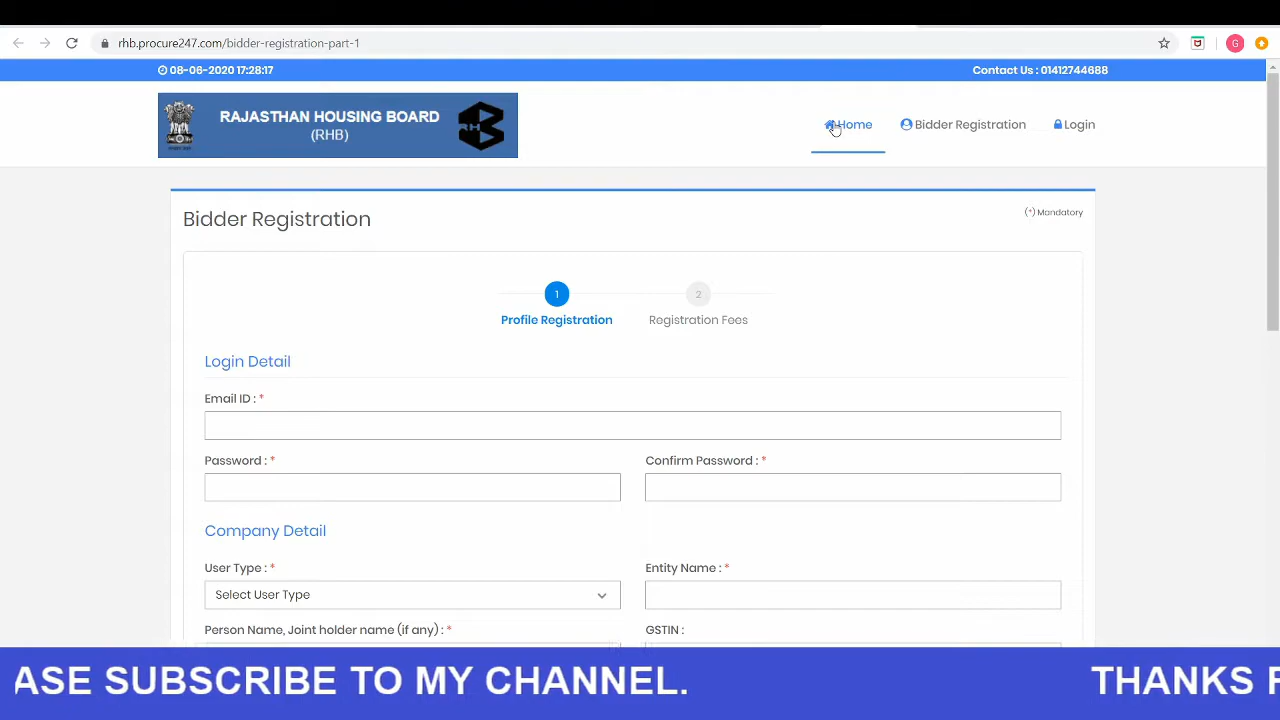 rhb.procure247.com/bidder-registration-part-1
G
08-06-2020 17:28:17
Contact Us : 01412744688
RAJASTHAN HOUSING BOARD
(RHB)
RH
Home
Bidder Registration
Login
Bidder Registration
(*) Mandatory
1
2
Profile Registration
Registration Fees
Login Detail
Email ID : *
Password : *
Confirm Password : *
Company Detail
User Type : *
Entity Name : *
Select User Type
Person Name, Joint holder name (if any) : *
GSTIN :
ASE SUBSCRIBE TO MY CHANNEL.
THANKS F